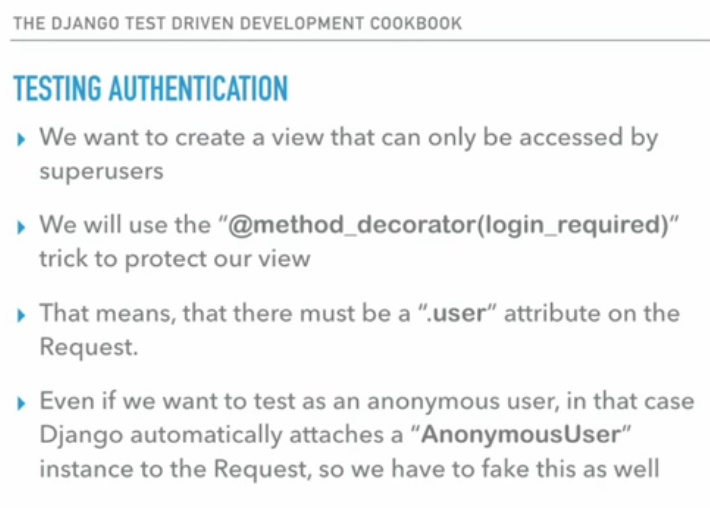 THE DJANGO TEST DRIVEN DEVELOPMENT COOKBOOK
TESTING AUTHENTICATION
▸ We want to create a view that can only be accessed by
superusers
▸ We will use the “@method_decorator(login_required)”
trick to protect our view
▸ That means, that there must be a “.user” attribute on the
Request.
▸ Even if we want to test as an anonymous user, in that case
Django automatically attaches a “AnonymousUser”
instance to the Request, so we have to fake this as well